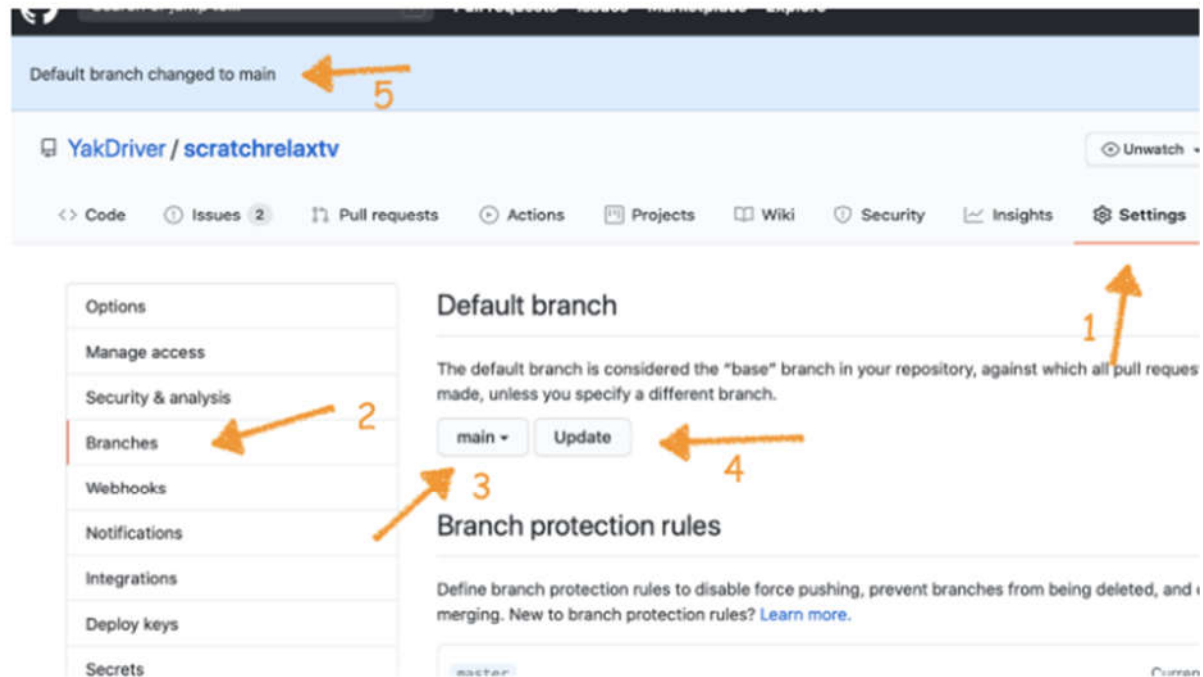 Default branch changed to main
5
YakDriver / scratchrelaxtv
Unwatch
Code Issues 2 Pull requests Actions Projects Wiki Security Insights Settings
1
Options
Manage access
Security & analysis
Branches
2
Webhooks
Notifications
Integrations
Deploy keys
Secrets
Default branch
The default branch is considered the "base" branch in your repository, against which all pull
made, unless you specify a different branch.
main Update
4
3
Branch protection rules
Define branch protection rules to disable force pushing, prevent branches from being deleted, and
merging. New to branch protection rules? Learn more.
master